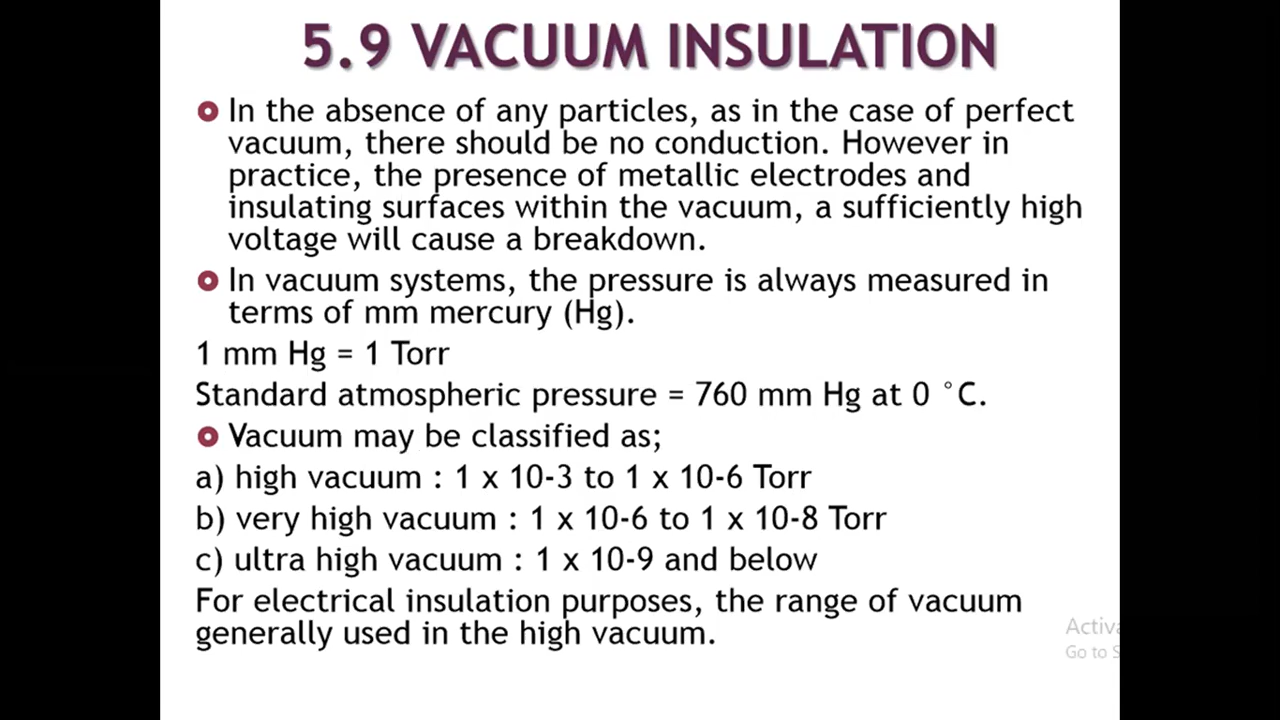 5.9 VACUUM INSULATION
In the absence of any particles, as in the case of perfect
vacuum, there should be no conduction. However in
practice, the presence of metallic electrodes and
insulating surfaces within the vacuum, a sufficiently high
voltage will cause a breakdown.
In vacuum systems, the pressure is always measured in
terms of mm mercury (Hg).
1 mm Hg = 1 Torr
Standard atmospheric pressure = 760 mm Hg at 0 °C.
Vacuum may be classified as;
a) high vacuum : 1 x 10-3 to 1 x 10-6 Torr
b) very high vacuum : 1 x 10-6 to 1 x 10-8 Torr
c) ultra high vacuum : 1 x 10-9 and below
For electrical insulation purposes, the range of vacuum
generally used in the high vacuum.
Activa
Go to S